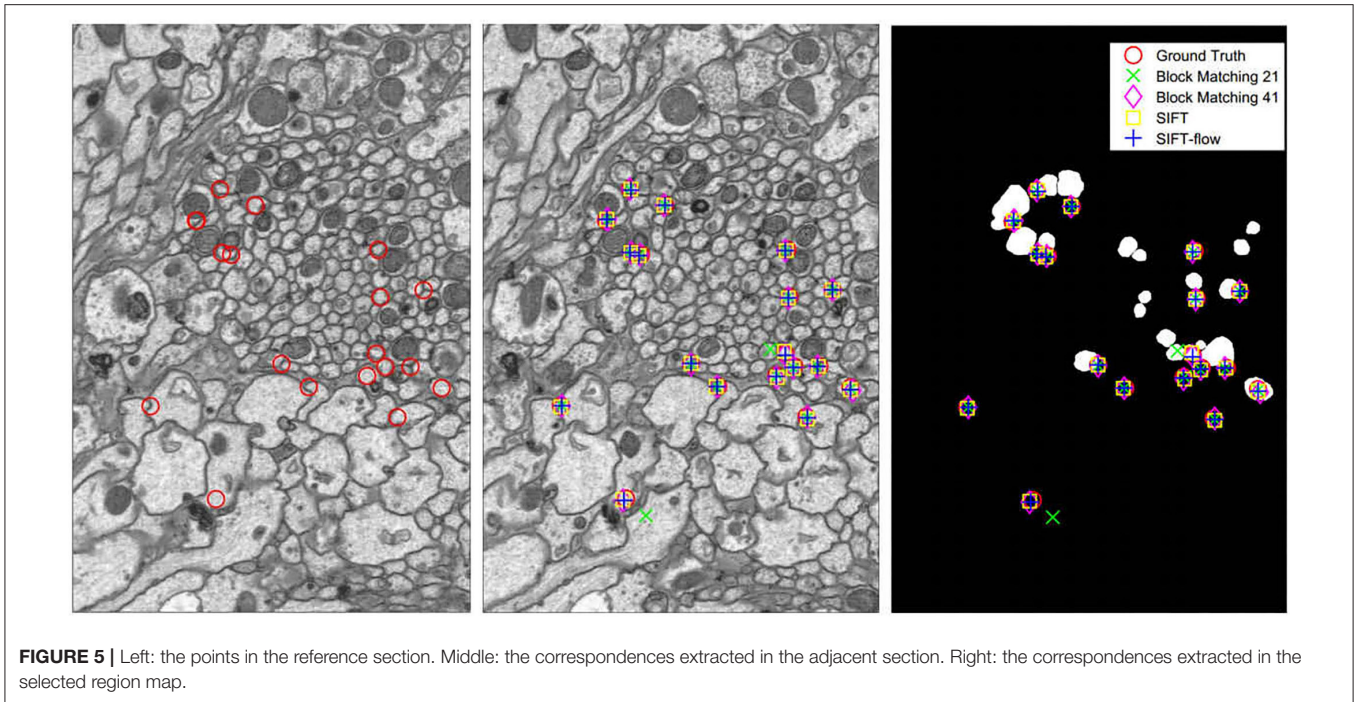 Ground Truth
Block Matching 21
Block Matching 41
SIFT
SIFT-flow
FIGURE 5 | Left: the points in the reference section. Middle: the correspondences extracted in the adjacent section. Right: the correspondences extracted in the
selected region map.